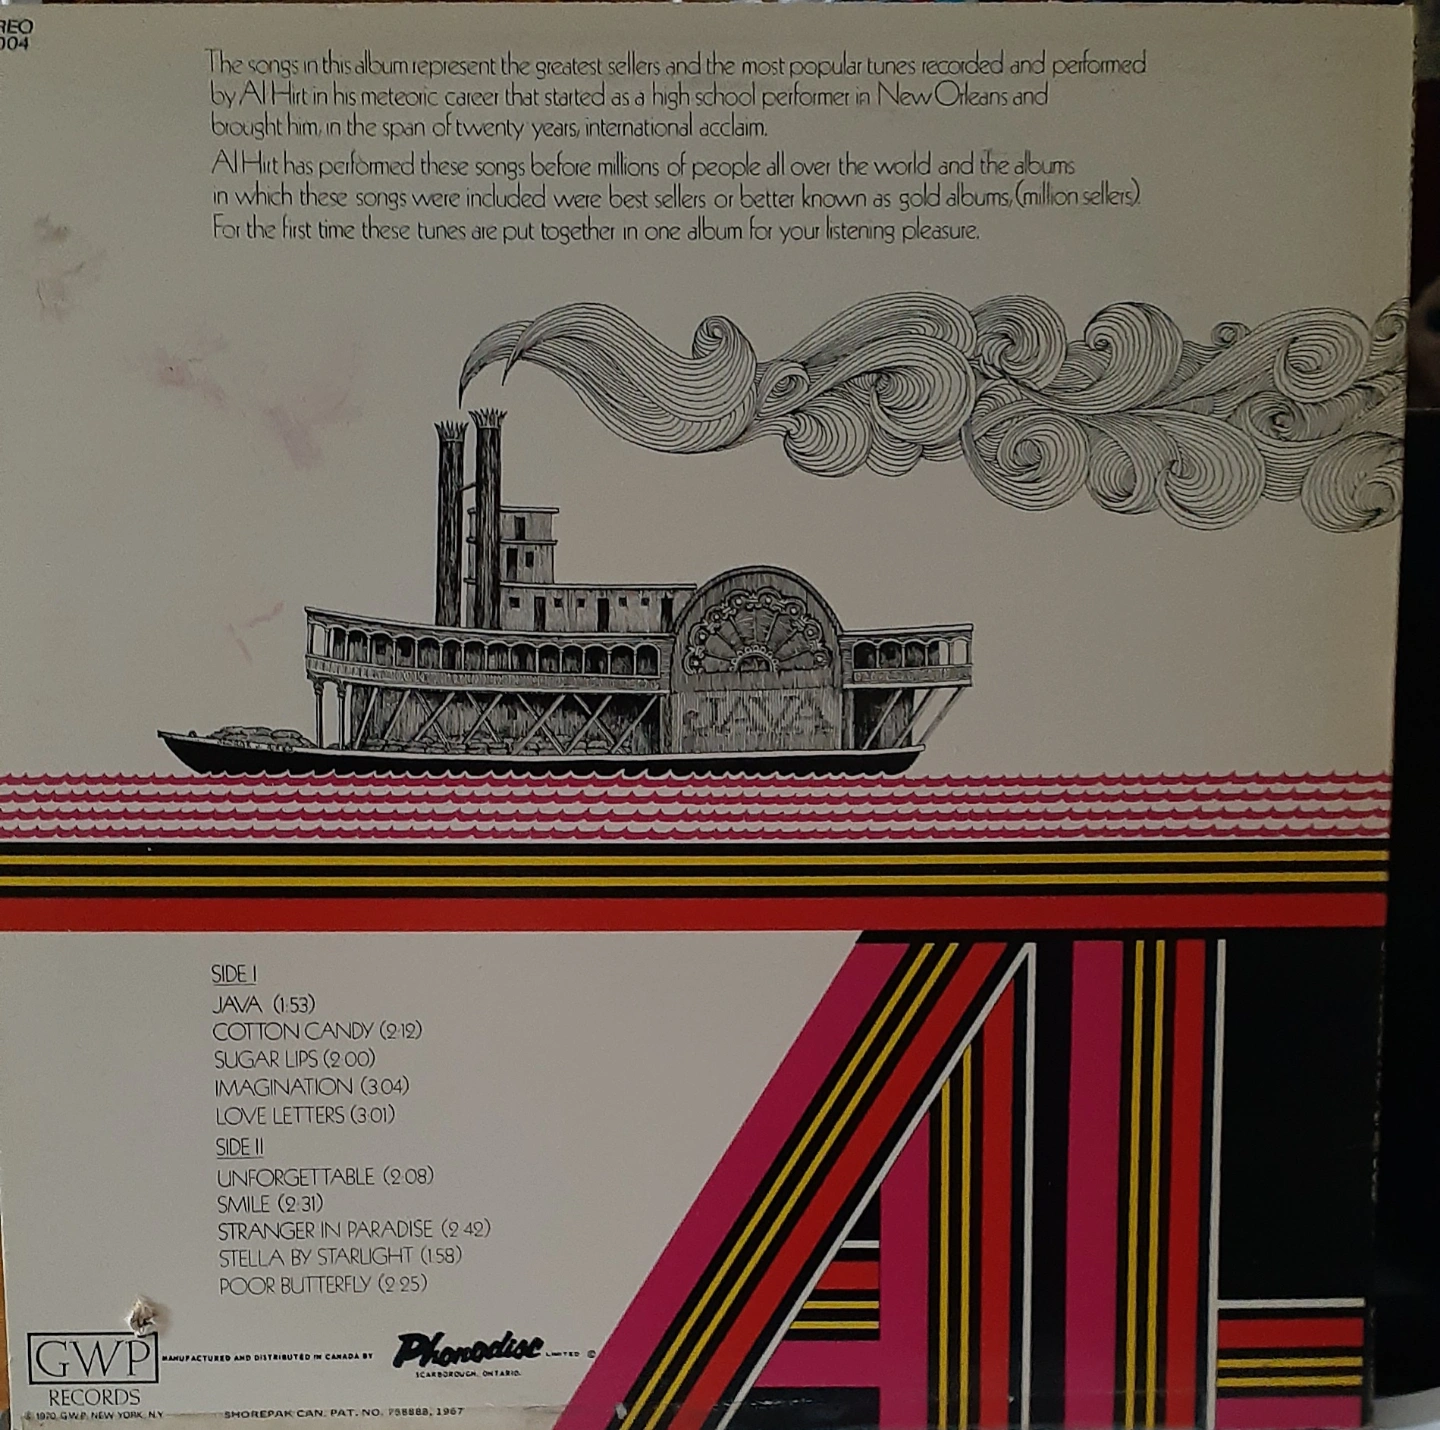 REO
004
The songs in this album represent the greatest sellers and the most popular tunes recorded and performed
by Al Hirt in his meteoric career that started as a high school performer in New Orleans and
brought him, in the span of twenty years, international acclaim.
Al Hirt has performed these songs before millions of people all over the world and the albums
in which these songs were included were best sellers or better known as gold albums, (million sellers).
For the first time these tunes are put together in one album for your listening pleasure.
JAVA
SIDE I
JAVA (1:53)
COTTON CANDY (2:12)
SUGAR LIPS (2:00)
IMAGINATION (3:04)
LOVE LETTERS (3:01)
SIDE II
UNFORGETTABLE (2:08)
SMILE (2:31)
STRANGER IN PARADISE (2:42)
STELLA BY STARLIGHT (1:58)
POOR BUTTERFLY (2:25)
AL
GWP
RECORDS
© 1970, G.W.P. NEW YORK, N.Y.
MANUFACTURED AND DISTRIBUTED IN CANADA BY
Phonodisc LIMITED ©
SCARBOROUGH, ONTARIO.
SHOREPAK CAN. PAT. NO. 758888, 1967